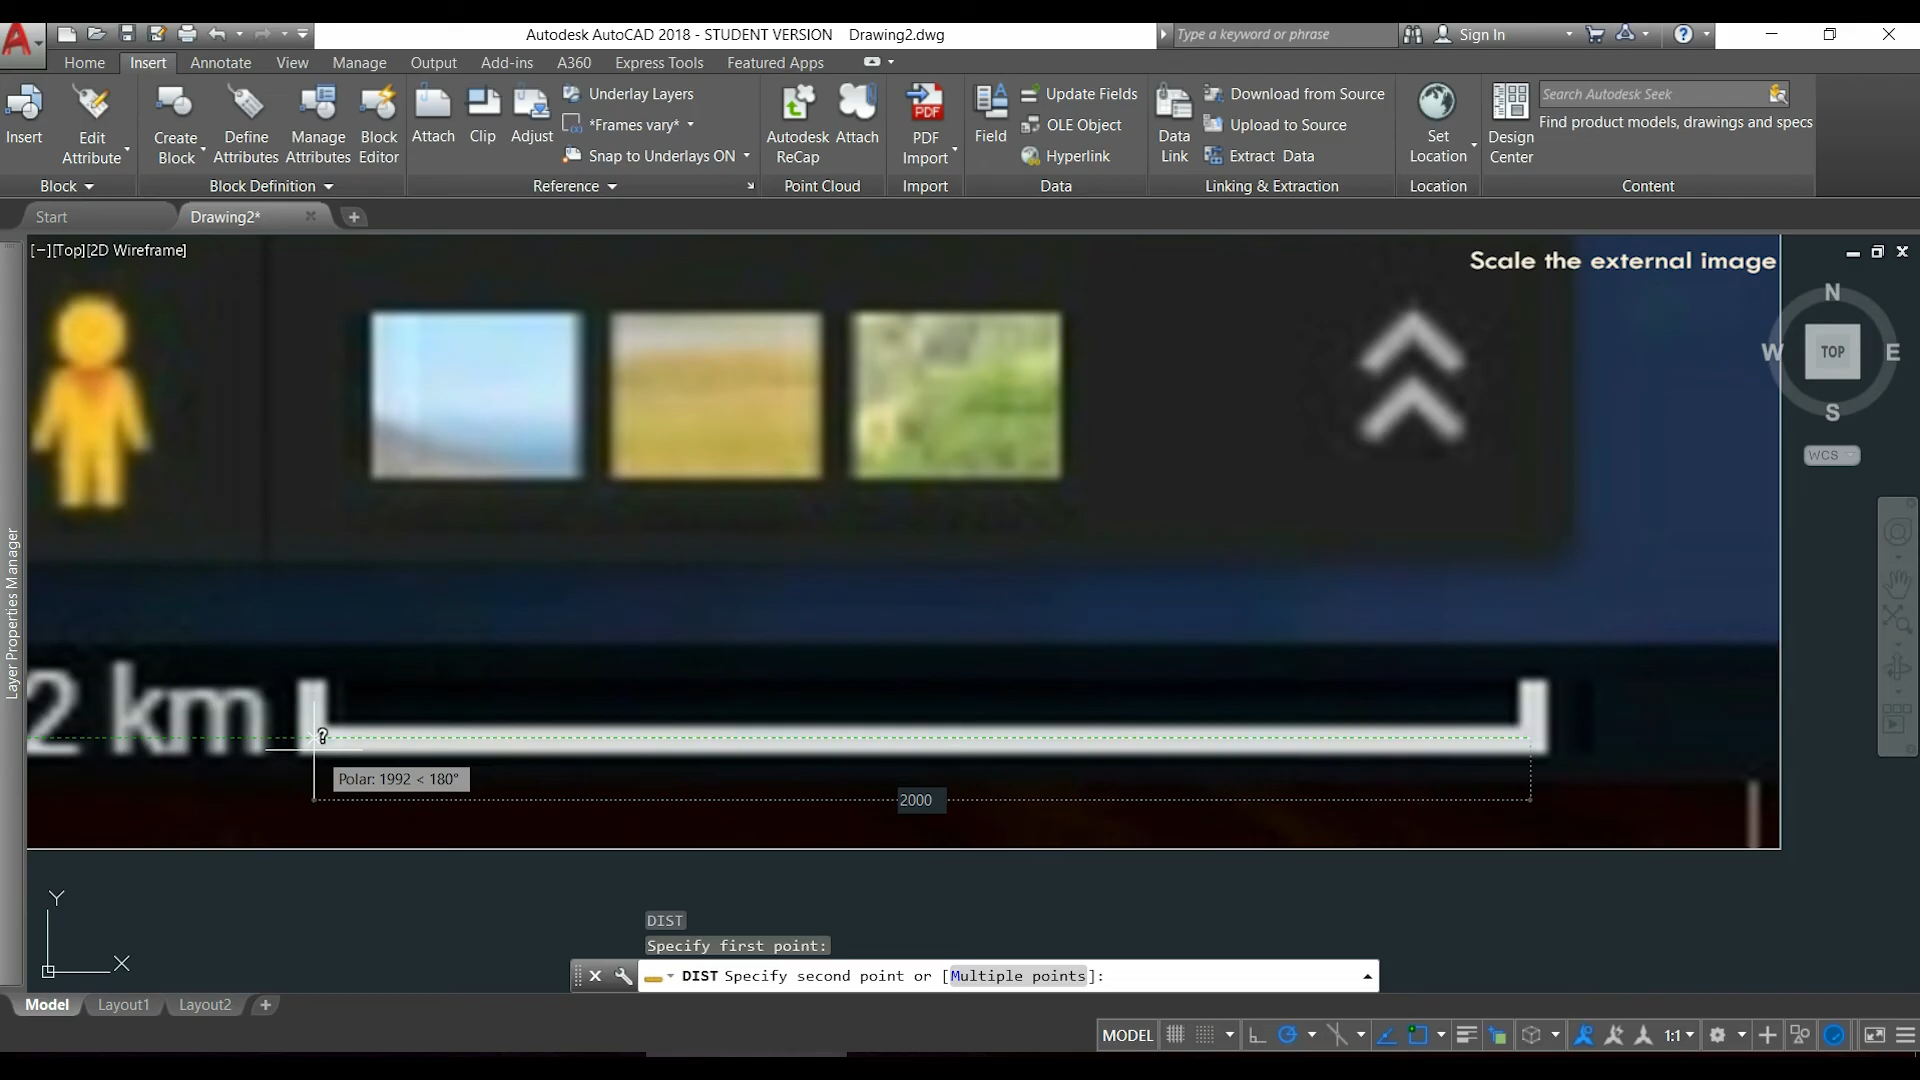 Autodesk AutoCAD 2018 - STUDENT VERSION Drawing2.dwg
Type a keyword or phrase
Sign In
Home Insert Annotate View Manage Output Add-ins A360 Express Tools Featured Apps
Insert
Edit Attribute
Create Block
Define Attributes
Manage Attributes
Block Editor
Attach
Clip
Adjust
Underlay Layers
*Frames vary*
Snap to Underlays ON
Autodesk ReCap
Attach
PDF Import
PDF
Field
Update Fields
OLE Object
Hyperlink
Data Link
Download from Source
Upload to Source
Extract Data
Set Location
Design Center
Search Autodesk Seek
Find product models, drawings and specs
Block Block Definition Reference Point Cloud Import Data Linking & Extraction Location Content
Start Drawing2*
[−][Top][2D Wireframe]
Scale the external image
N
W TOP E
S
WCS
Layer Properties Manager
2 km
Polar: 1992 < 180°
2000
Y
X
DIST
Specify first point:
DIST Specify second point or [Multiple points]:
Model Layout1 Layout2
MODEL 1:1